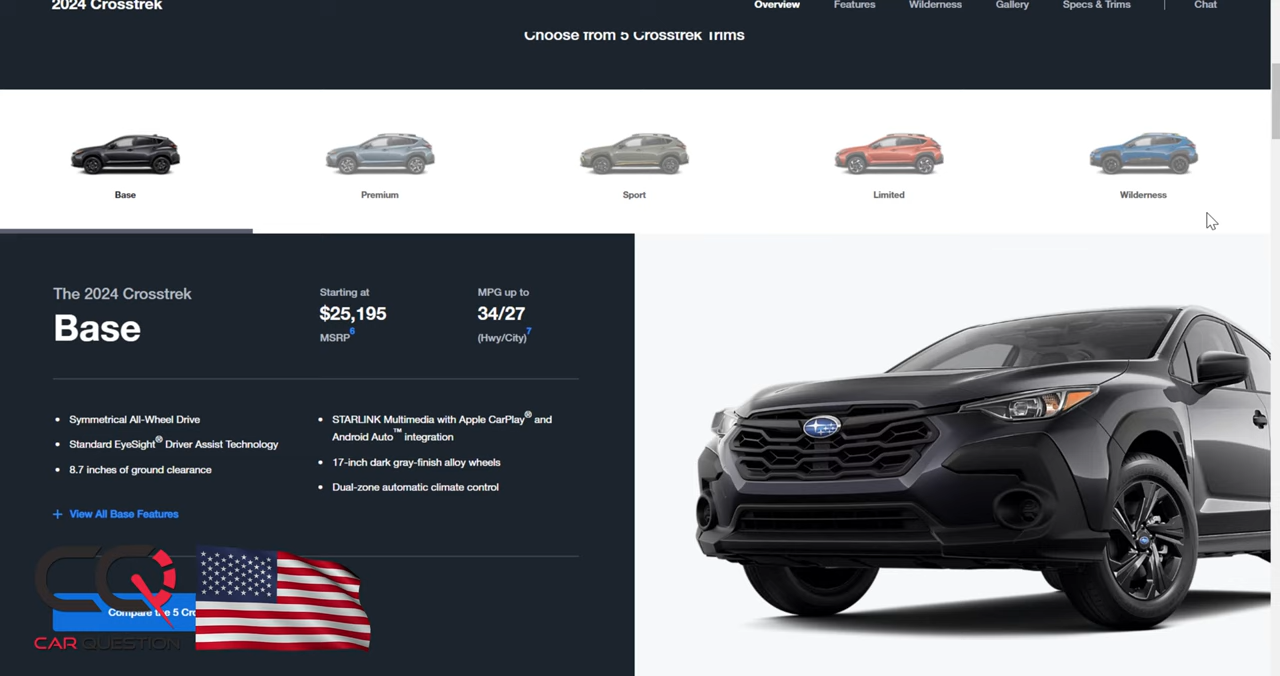 2024 Crosstrek
Overview Features Wilderness Gallery Specs & Trims | Chat
Choose from 5 Crosstrek Trims
Base Premium Sport Limited Wilderness
The 2024 Crosstrek
Base
Starting at
$25,195
MSRP6
MPG up to
34/27
(Hwy/City)7
• Symmetrical All-Wheel Drive
• Standard EyeSight® Driver Assist Technology
• 8.7 inches of ground clearance
• STARLINK Multimedia with Apple CarPlay® and
Android Auto™ integration
• 17-inch dark gray-finish alloy wheels
• Dual-zone automatic climate control
+ View All Base Features
CQ
CAR QUESTION